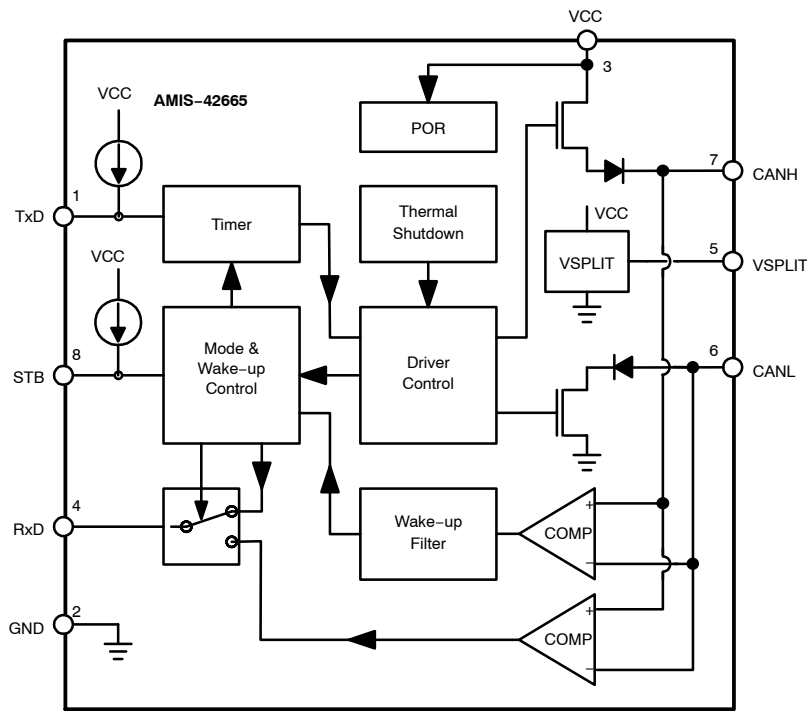 VCC
3
VCC
AMIS−42665
POR
7
CANH
1
TxD
Timer
Thermal
Shutdown
VCC
VSPLIT
5
VSPLIT
VCC
8
STB
Mode &
Wake−up
Control
Driver
Control
6
CANL
4
RxD
Wake−up
Filter
COMP
+
−
2
GND
COMP
+
−